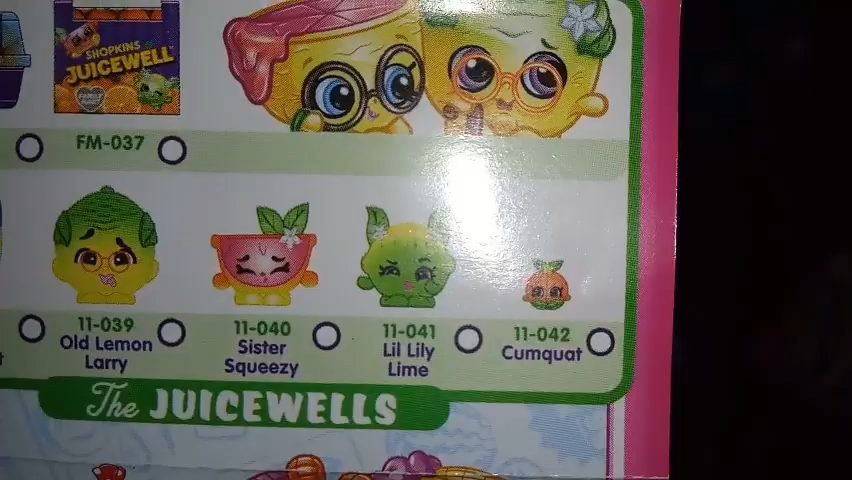 SHOPKINS
JUICEWELL
FAMILY
FM-037
11-039
Old Lemon
Larry
11-040
Sister
Squeezy
11-041
Lil Lily
Lime
11-042
Cumquat
The JUICEWELLS